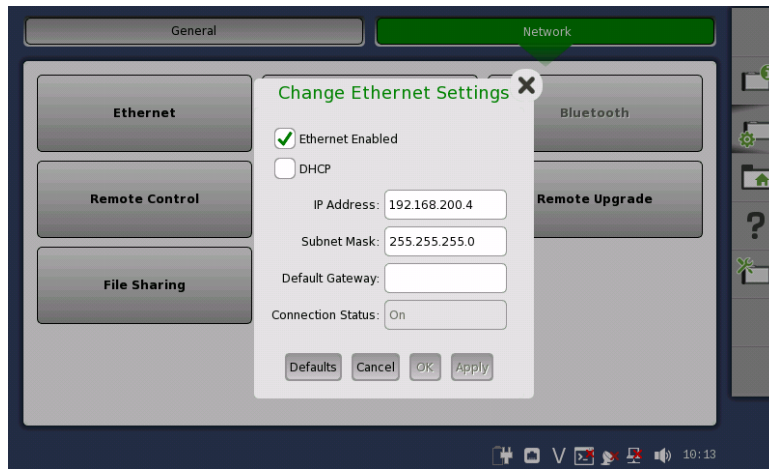 General
Network
Change Ethernet Settings
Ethernet
Bluetooth
Ethernet Enabled
DHCP
Remote Control
IP Address: 192.168.200.4
Remote Upgrade
Subnet Mask: 255.255.255.0
File Sharing
Default Gateway:
Connection Status: On
Defaults Cancel OK Apply
10:13